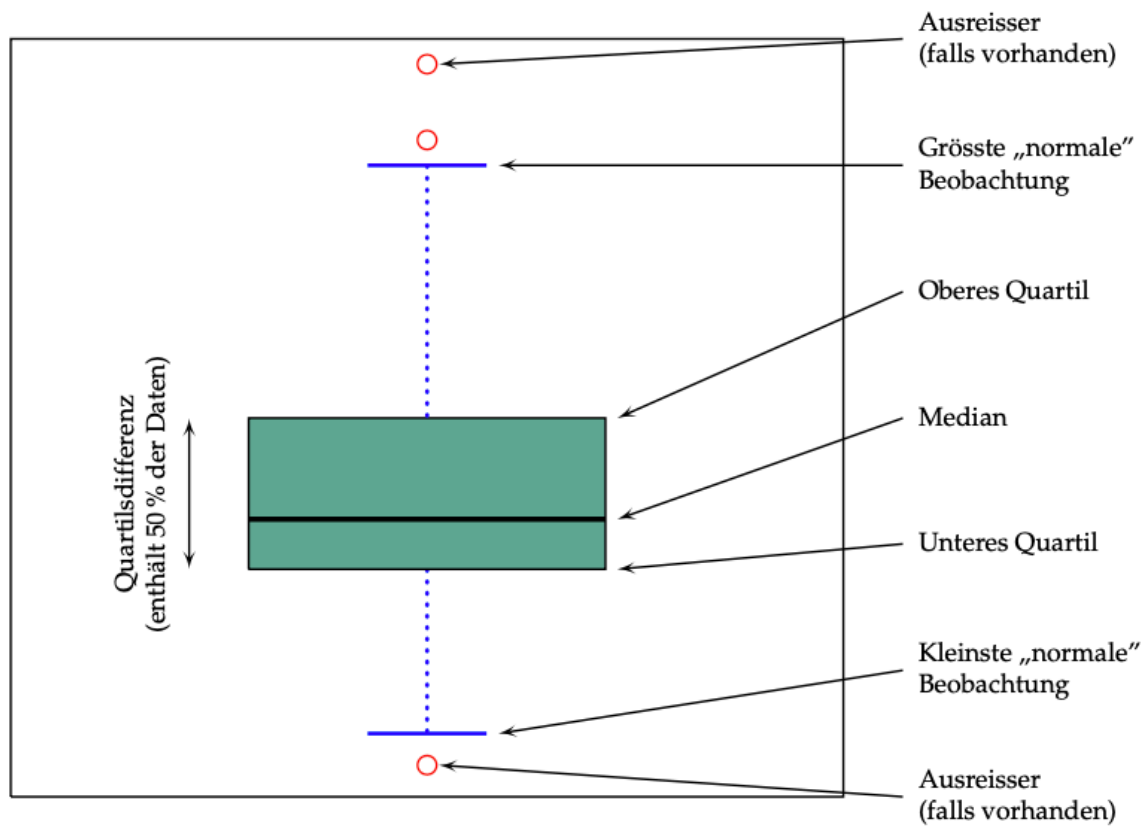 Ausreisser
(falls vorhanden)
Grösste „normale”
Beobachtung
Oberes Quartil
Quartilsdifferenz
(enthält 50 % der Daten)
Median
Unteres Quartil
Kleinste „normale”
Beobachtung
Ausreisser
(falls vorhanden)